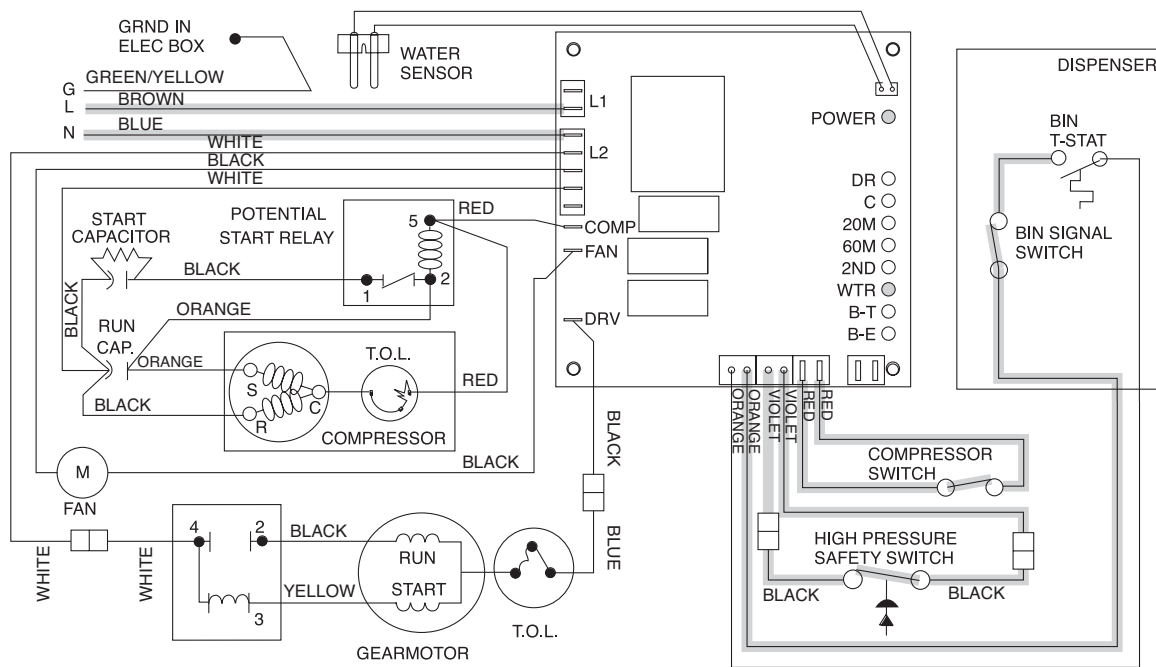 GRND IN
ELEC BOX
WATER
SENSOR
DISPENSER
G
GREEN/YELLOW
L
BROWN
L1
N
BLUE
WHITE
L2
BLACK
WHITE
POWER
BIN
T-STAT
DR
C
20M
60M
2ND
WTR
B-T
B-E
BIN SIGNAL
SWITCH
START
CAPACITOR
POTENTIAL
START RELAY
5
RED
COMP
FAN
BLACK
1
2
BLACK
ORANGE
DRV
RUN
CAP.
ORANGE
T.O.L.
S
C
R
RED
BLACK
COMPRESSOR
ORANGE
ORANGE
VIOLET
VIOLET
RED
RED
COMPRESSOR
SWITCH
M
FAN
BLACK
BLACK
4
2
BLACK
RUN
BLUE
HIGH PRESSURE
SAFETY SWITCH
WHITE
WHITE
YELLOW
START
3
BLACK
BLACK
T.O.L.
GEARMOTOR